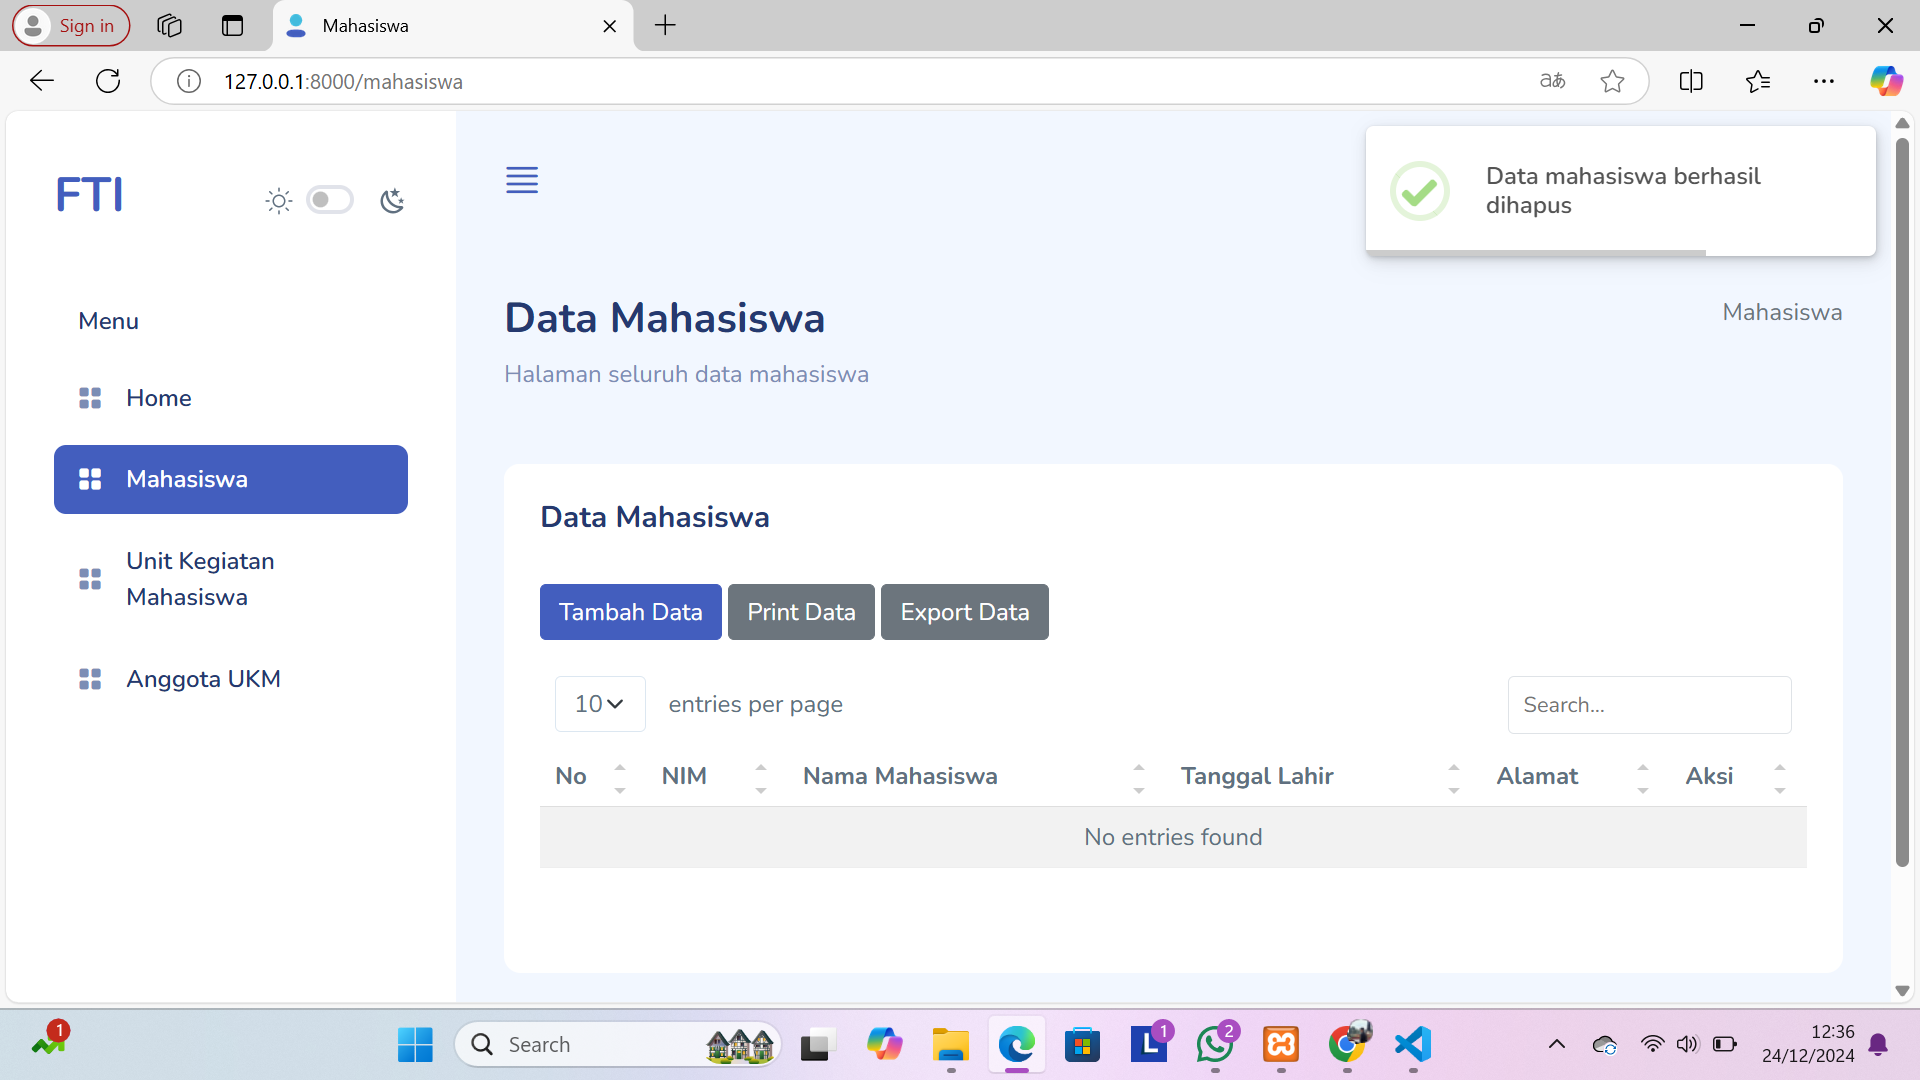 Sign in
Mahasiswa
127.0.0.1:8000/mahasiswa
aあ
FTI
Data mahasiswa berhasil
dihapus
Menu
Data Mahasiswa
Mahasiswa
Halaman seluruh data mahasiswa
Home
Mahasiswa
Unit Kegiatan
Mahasiswa
Anggota UKM
Data Mahasiswa
Tambah Data
Print Data
Export Data
10
entries per page
Search...
No
NIM
Nama Mahasiswa
Tanggal Lahir
Alamat
Aksi
No entries found
1
Search
L
1
2
12:36
24/12/2024